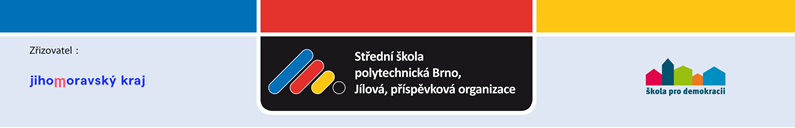 Zřizovatel :
jihomoravský kraj
Střední škola
polytechnická Brno,
Jílová, příspěvková organizace
škola pro demokracii